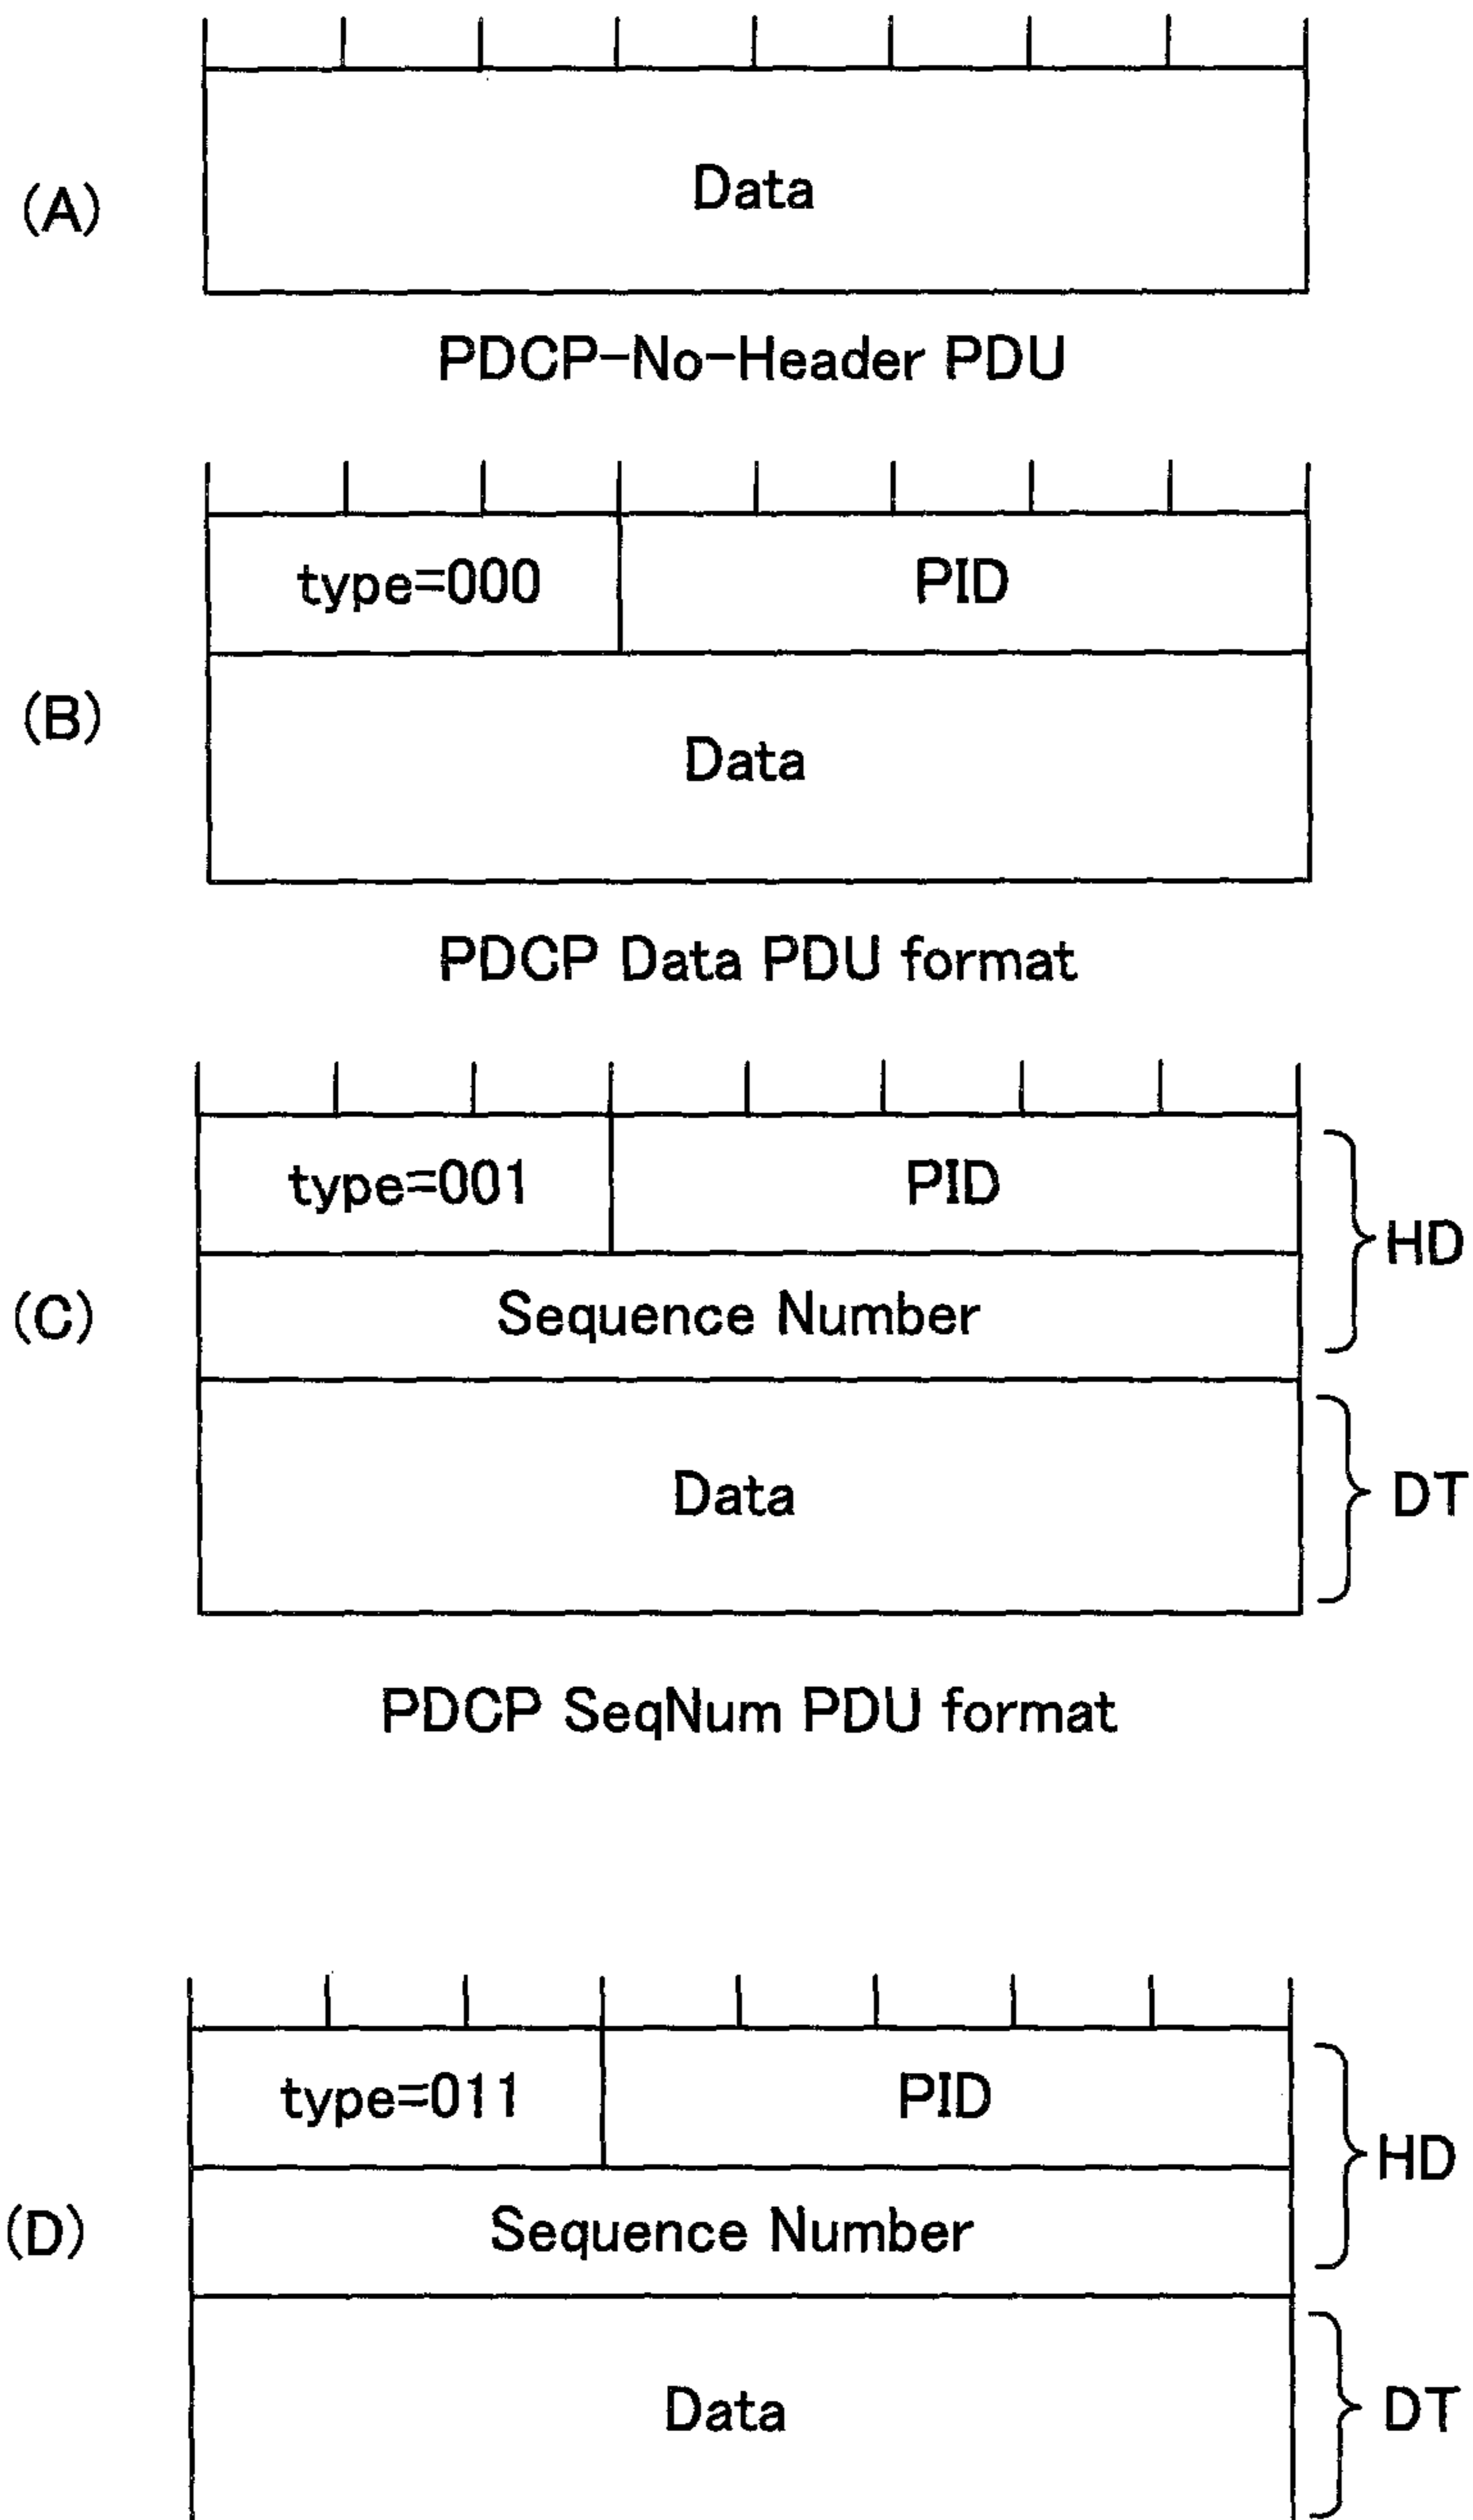 (A)
Data
PDCP-No-Header PDU
(B)
type=000 PID
Data
PDCP Data PDU format
(C)
type=001 PID
HD
Sequence Number
Data
DT
PDCP SeqNum PDU format
(D)
type=011 PID
HD
Sequence Number
Data
DT